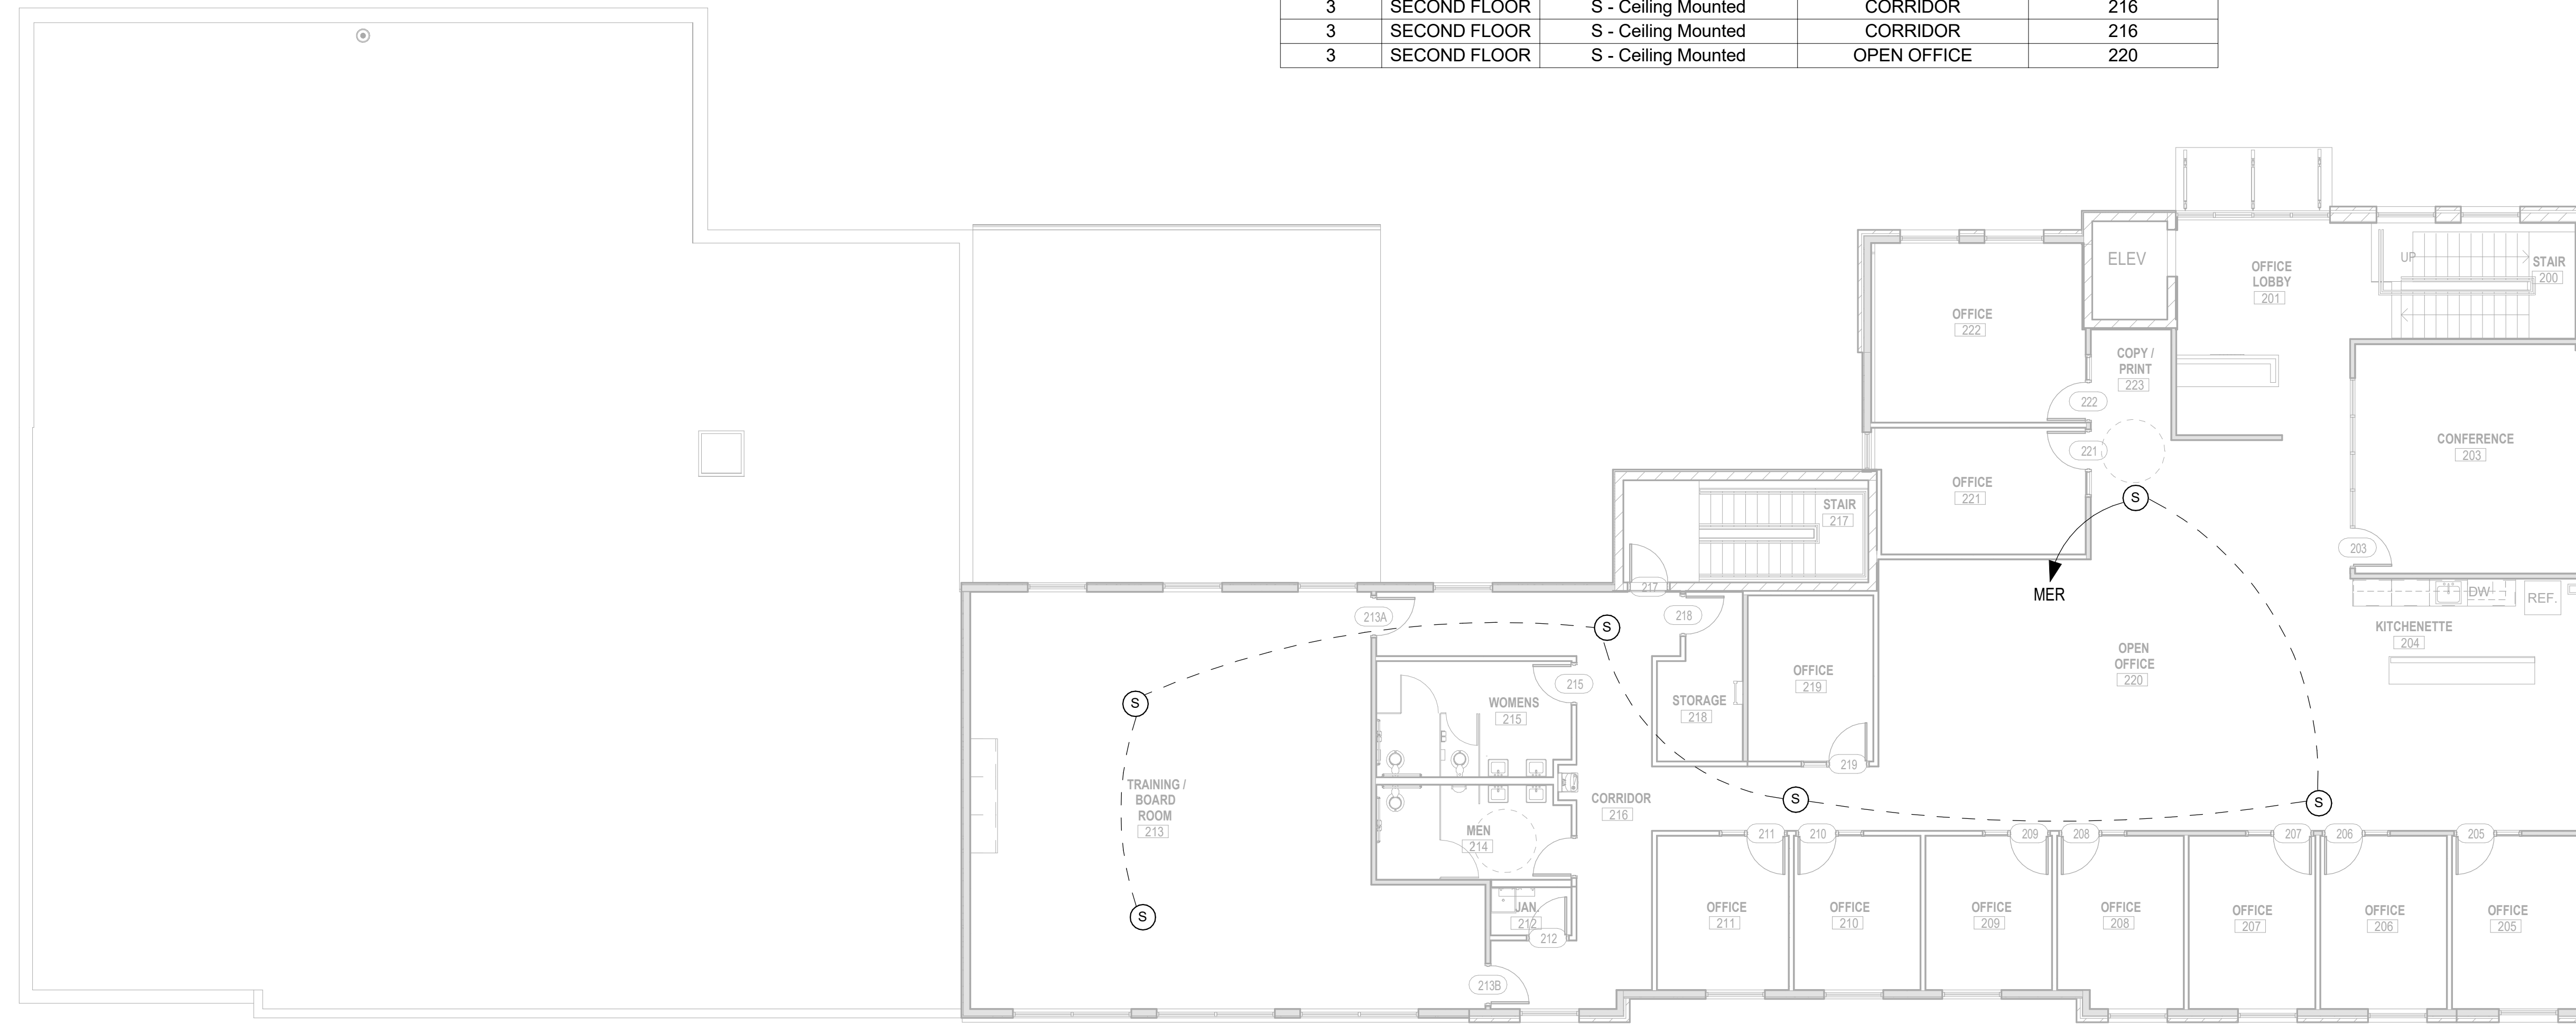 3 SECOND FLOOR S - Ceiling Mounted CORRIDOR 216
3 SECOND FLOOR S - Ceiling Mounted CORRIDOR 216
3 SECOND FLOOR S - Ceiling Mounted OPEN OFFICE 220
ELEV
OFFICE
LOBBY
201
UP
STAIR
200
OFFICE
222
COPY /
PRINT
223
222
221
CONFERENCE
203
OFFICE
221
STAIR
217
S
203
MER
217
DW
REF.
213A
218
S
KITCHENETTE
204
OPEN
OFFICE
220
OFFICE
219
215
WOMENS
215
STORAGE
218
S
219
TRAINING /
BOARD
ROOM
213
CORRIDOR
216
S
S
MEN
214
211
210
209
208
207
206
205
S
JAN.
212
212
OFFICE
211
OFFICE
210
OFFICE
209
OFFICE
208
OFFICE
207
OFFICE
206
OFFICE
205
213B